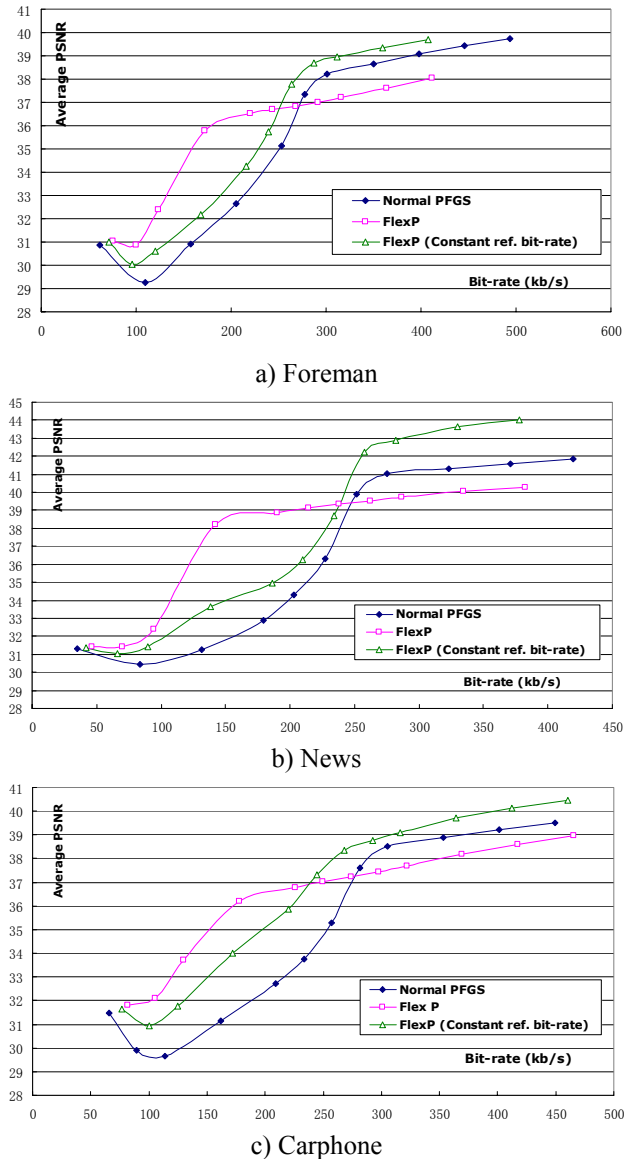 Average PSNR
41
40
39
38
37
36
35
34
33
32
31
30
29
28
Normal PFGS
FlexP
FlexP (Constant ref. bit-rate)
Bit-rate (kb/s)
0 100 200 300 400 500 600
a) Foreman
Average PSNR
45
44
43
42
41
40
39
38
37
36
35
34
33
32
31
30
29
28
Normal PFGS
FlexP
FlexP (Constant ref. bit-rate)
Bit-rate (kb/s)
0 50 100 150 200 250 300 350 400 450
b) News
Average PSNR
41
40
39
38
37
36
35
34
33
32
31
30
29
28
Normal PFGS
Flex P
FlexP (Constant ref. bit-rate)
Bit-rate (kb/s)
0 50 100 150 200 250 300 350 400 450 500
c) Carphone